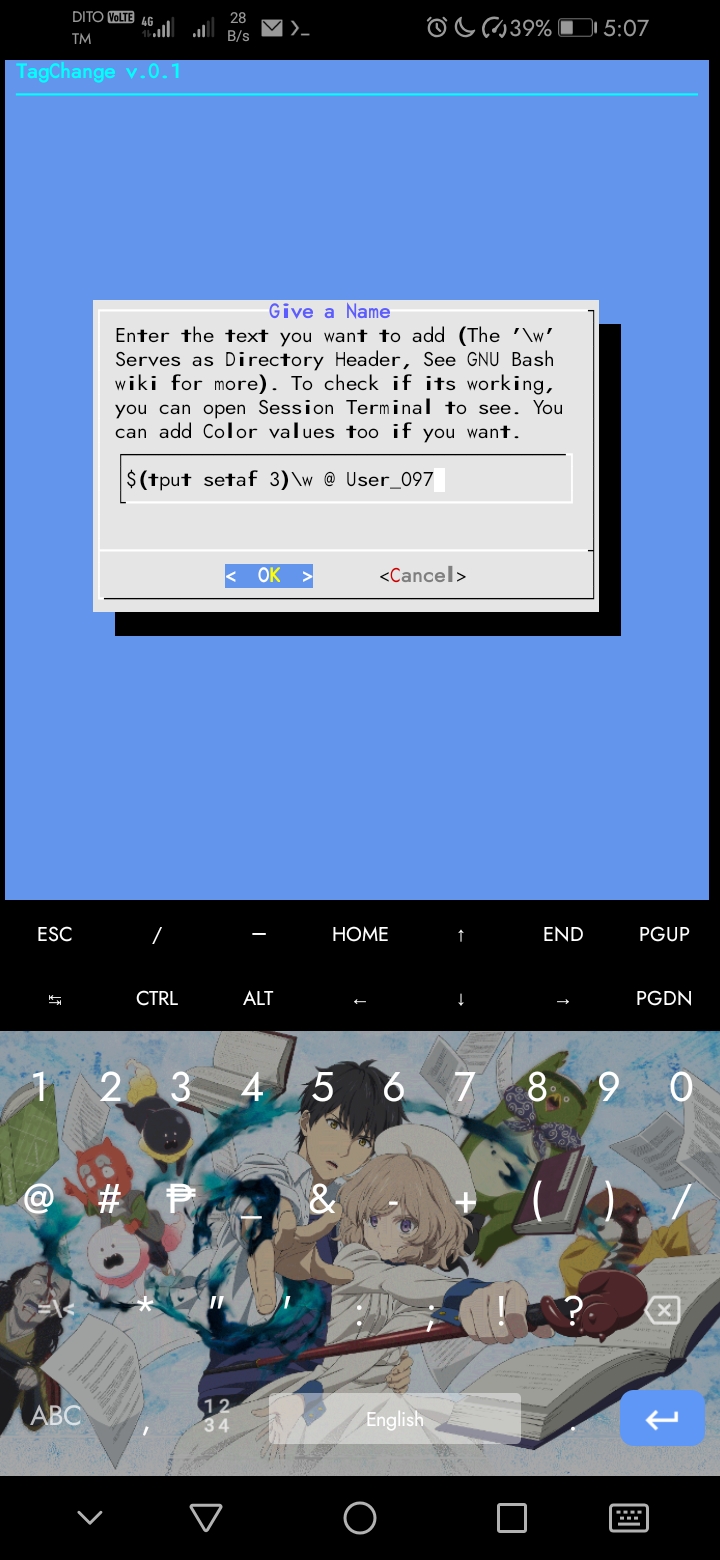 DITO VoLTE 4G 28 39% 5:07
TM B/s
TagChange v.0.1
Give a Name
Enter the text you want to add (The '\w'
Serves as Directory Header, See GNU Bash
wiki for more). To check if its working,
you can open Session Terminal to see. You
can add Color values too if you want.
$(tput setaf 3)\w @ User_097
< OK > <Cancel>
ESC / — HOME ↑ END PGUP
↹ CTRL ALT ← ↓ → PGDN
1 2 3 4 5 6 7 8 9 0
@ # ₱ _ & - + ( ) /
=\< * " ' : ; ! ?
ABC , 12 English .
34